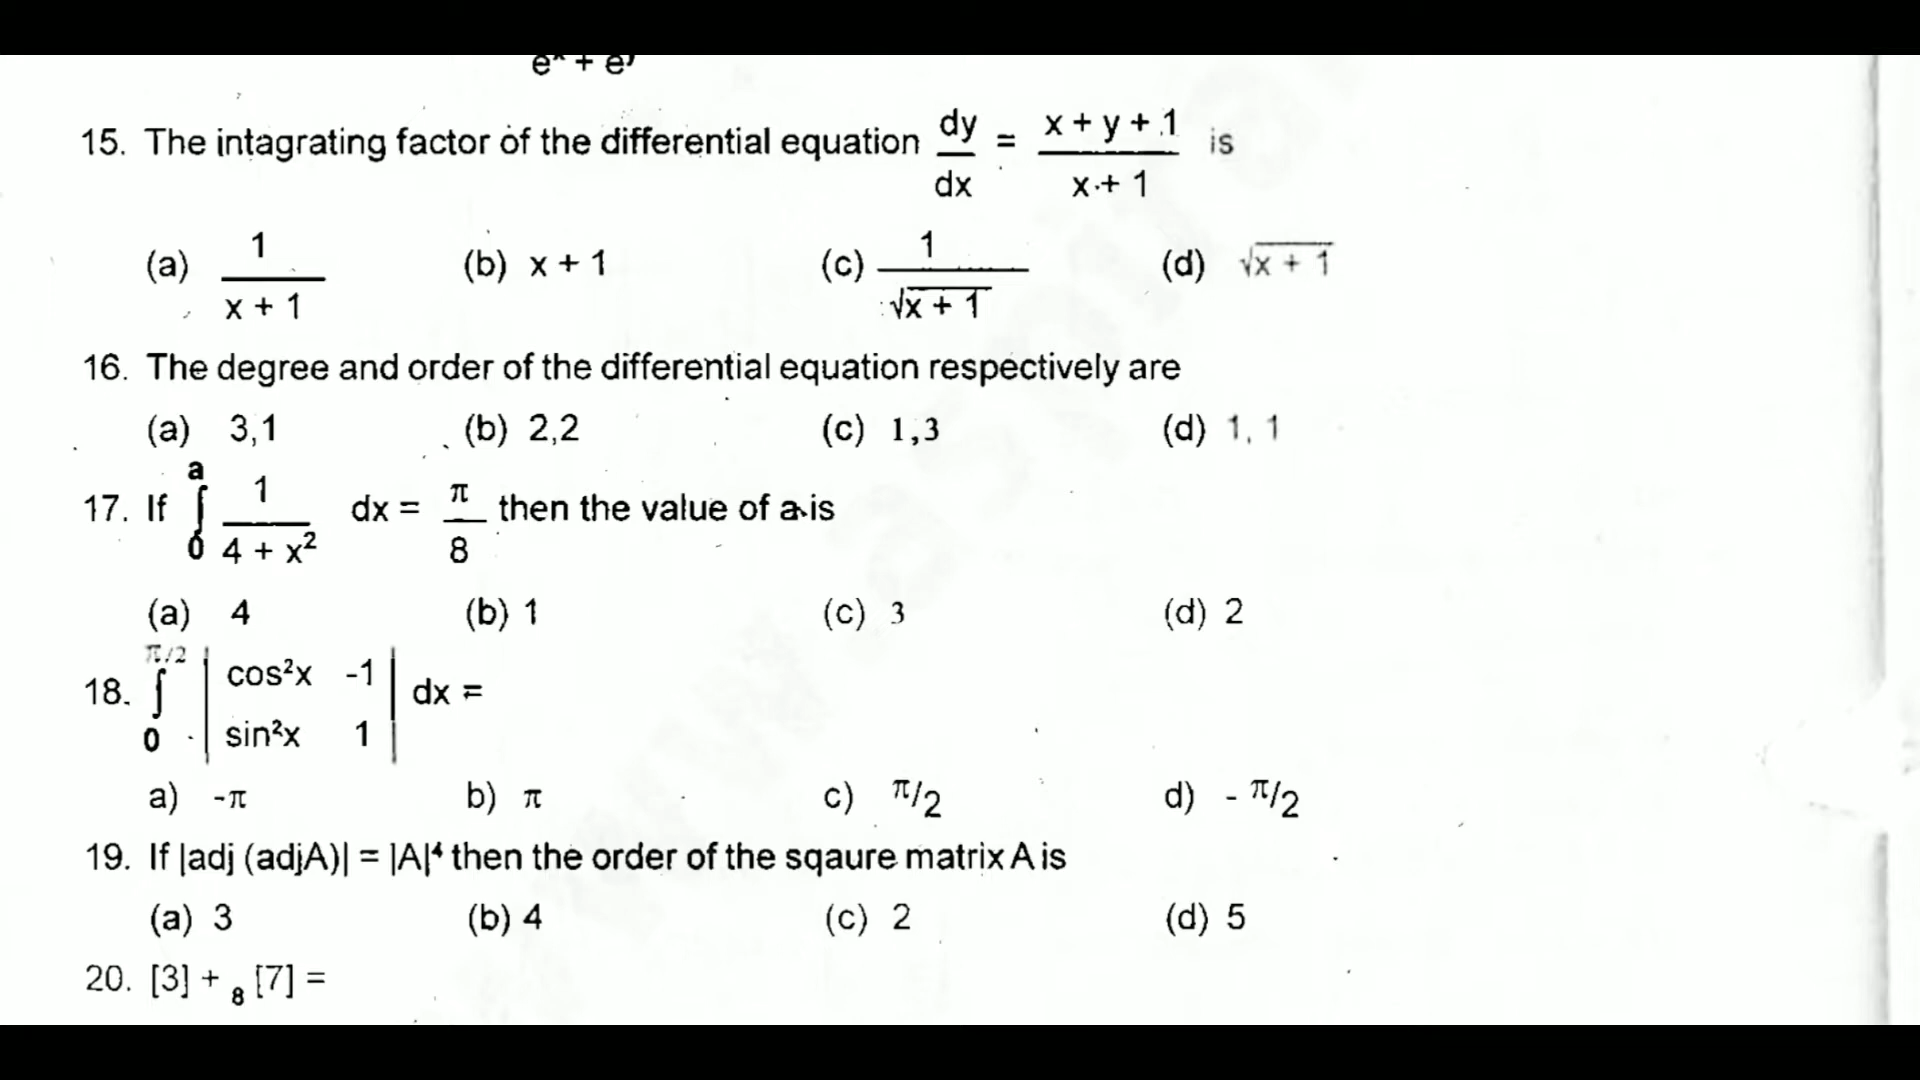 eˣ + eʸ
15. The intagrating factor of the differential equation dy/dx = x + y + 1 / x + 1 is
(a) 1/x + 1 (b) x + 1 (c) 1/√x + 1 (d) √x + 1
16. The degree and order of the differential equation respectively are
(a) 3,1 (b) 2,2 (c) 1,3 (d) 1, 1
17. If ∫₀ᵃ 1/4 + x² dx = π/8 then the value of a is
(a) 4 (b) 1 (c) 3 (d) 2
18. ∫₀^π/2 | cos²x -1 | dx =
| sin²x 1 |
a) -π b) π c) π/2 d) - π/2
19. If |adj (adjA)| = |A|⁴ then the order of the sqaure matrix A is
(a) 3 (b) 4 (c) 2 (d) 5
20. [3] + ₈ [7] =